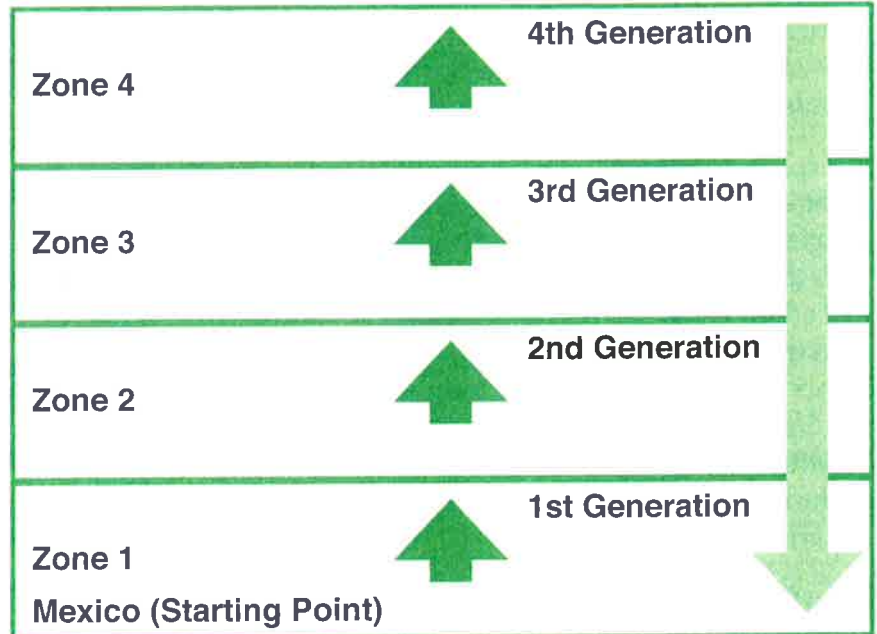 4th Generation
Zone 4
3rd Generation
Zone 3
2nd Generation
Zone 2
1st Generation
Zone 1
Mexico (Starting Point)